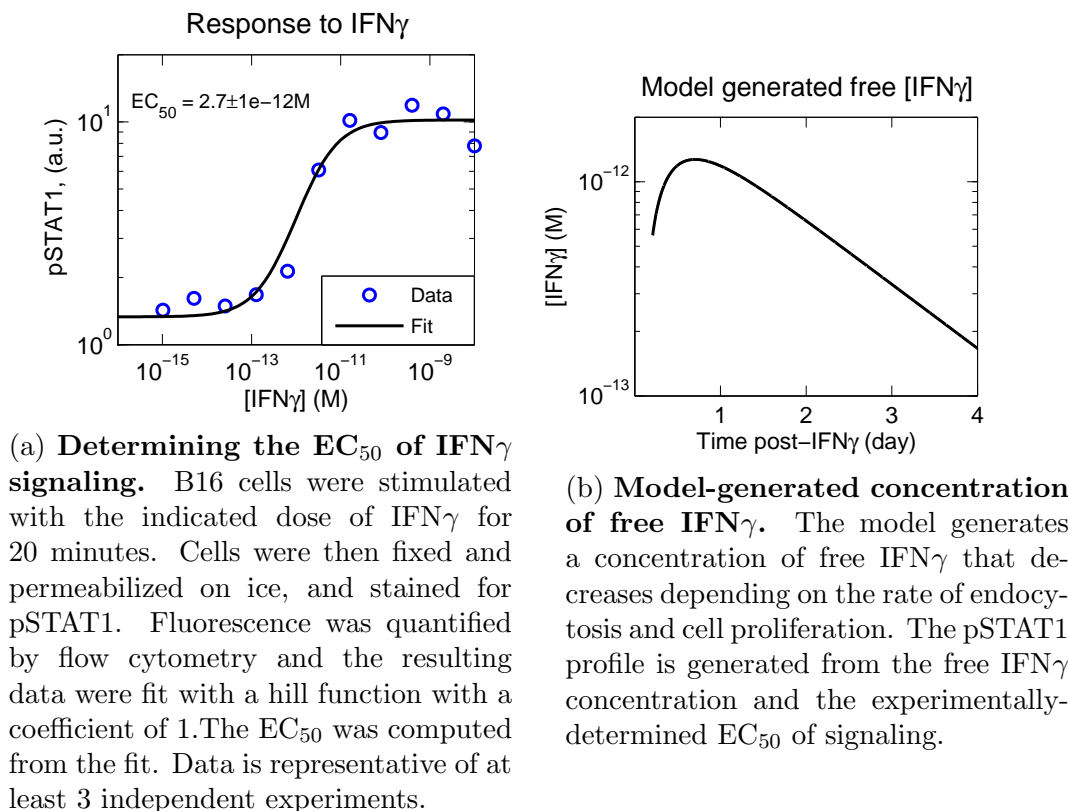 Response to IFNγ
EC50 = 2.7±1e−12M
pSTAT1, (a.u.)
10^1
10^0
Data
Fit
10^−15
10^−13
10^−11
10^−9
[IFNγ] (M)
(a) Determining the EC50 of IFNγ
signaling. B16 cells were stimulated
with the indicated dose of IFNγ for
20 minutes. Cells were then fixed and
permeabilized on ice, and stained for
pSTAT1. Fluorescence was quantified
by flow cytometry and the resulting
data were fit with a hill function with a
coefficient of 1.The EC50 was computed
from the fit. Data is representative of at
least 3 independent experiments.
Model generated free [IFNγ]
[IFNγ] (M)
10^−12
10^−13
1
2
3
4
Time post−IFNγ (day)
(b) Model-generated concentration
of free IFNγ. The model generates
a concentration of free IFNγ that de-
creases depending on the rate of endocy-
tosis and cell proliferation. The pSTAT1
profile is generated from the free IFNγ
concentration and the experimentally-
determined EC50 of signaling.